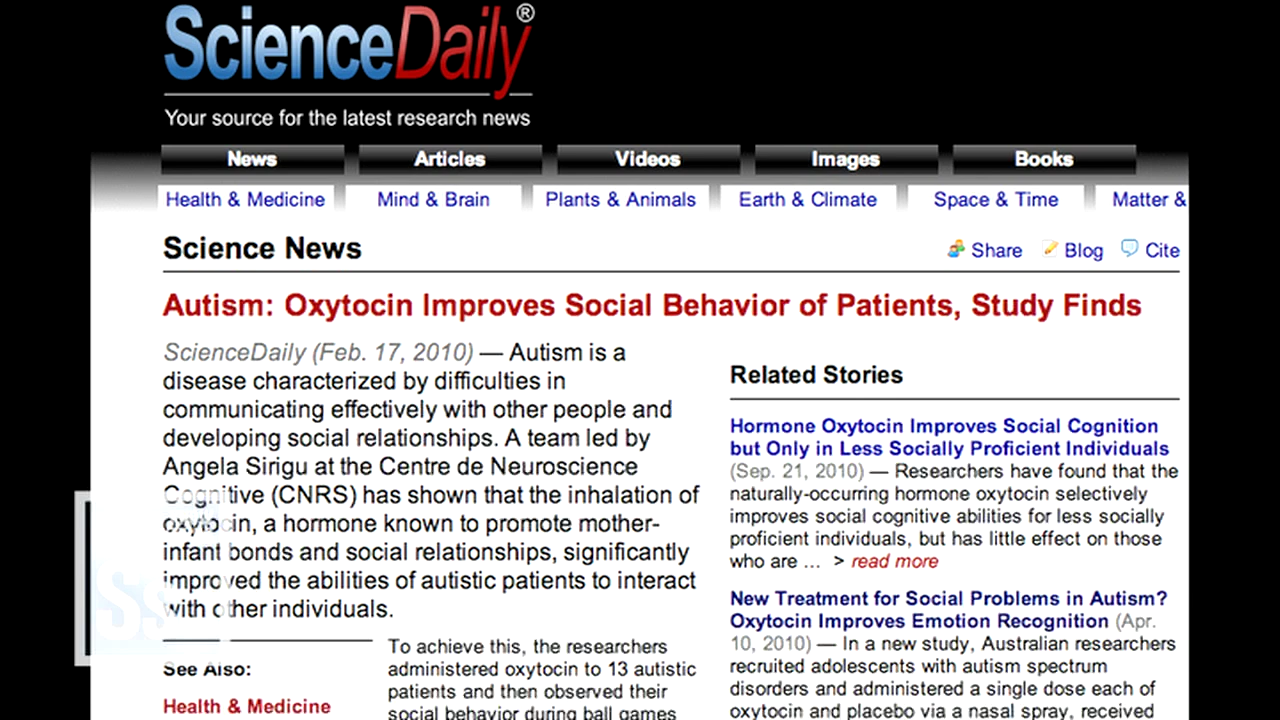 ScienceDaily®
Your source for the latest research news
News Articles Videos Images Books
Health & Medicine Mind & Brain Plants & Animals Earth & Climate Space & Time Matter &
Science News
Share Blog Cite
Autism: Oxytocin Improves Social Behavior of Patients, Study Finds
ScienceDaily (Feb. 17, 2010) — Autism is a
disease characterized by difficulties in
communicating effectively with other people and
developing social relationships. A team led by
Angela Sirigu at the Centre de Neuroscience
Cognitive (CNRS) has shown that the inhalation of
oxytocin, a hormone known to promote mother-
infant bonds and social relationships, significantly
improved the abilities of autistic patients to interact
with other individuals.
See Also:
Health & Medicine
To achieve this, the researchers
administered oxytocin to 13 autistic
patients and then observed their
social behavior during ball games
Related Stories
Hormone Oxytocin Improves Social Cognition
but Only in Less Socially Proficient Individuals
(Sep. 21, 2010) — Researchers have found that the
naturally-occurring hormone oxytocin selectively
improves social cognitive abilities for less socially
proficient individuals, but has little effect on those
who are ... > read more
New Treatment for Social Problems in Autism?
Oxytocin Improves Emotion Recognition (Apr.
10, 2010) — In a new study, Australian researchers
recruited adolescents with autism spectrum
disorders and administered a single dose each of
oxytocin and placebo via a nasal spray, received